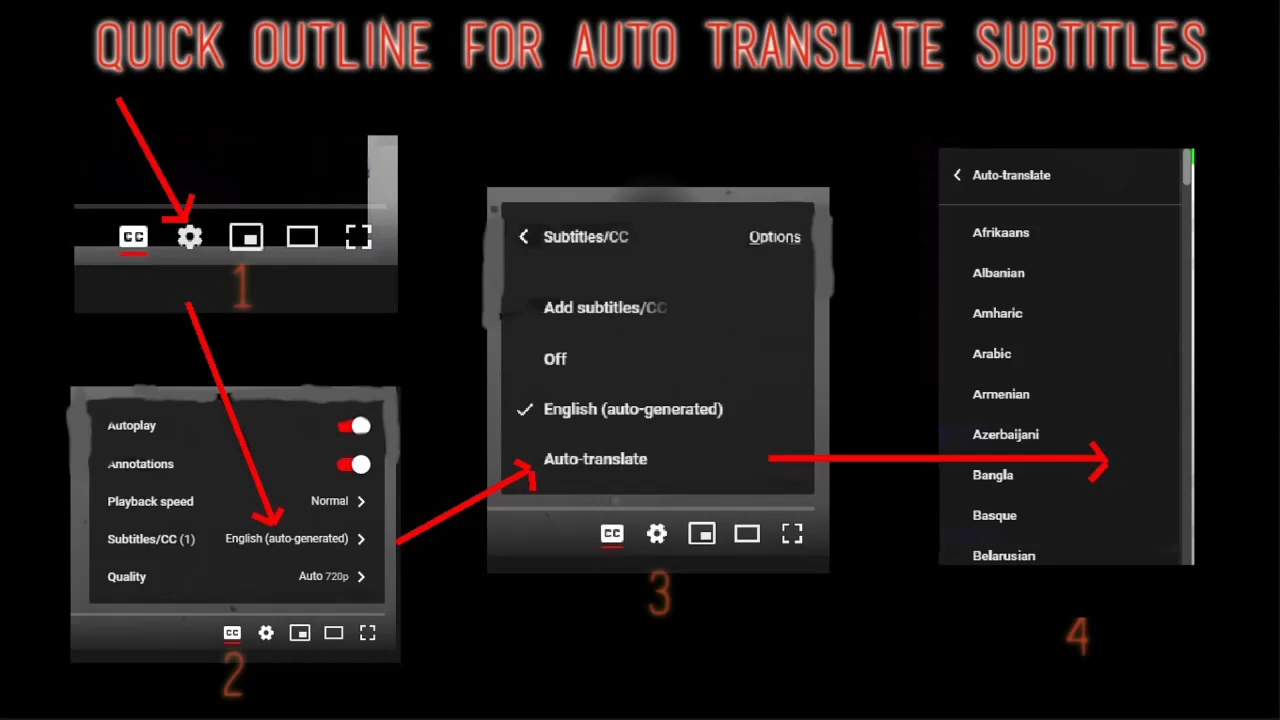 QUICK OUTLINE FOR AUTO TRANSLATE SUBTITLES
CC
1
Autoplay
Annotations
Playback speed Normal
Subtitles/CC (1) English (auto-generated)
Quality Auto 720p
CC
2
Subtitles/CC Options
Add subtitles/CC
Off
English (auto-generated)
Auto-translate
CC
3
Auto-translate
Afrikaans
Albanian
Amharic
Arabic
Armenian
Azerbaijani
Bangla
Basque
Belarusian
4